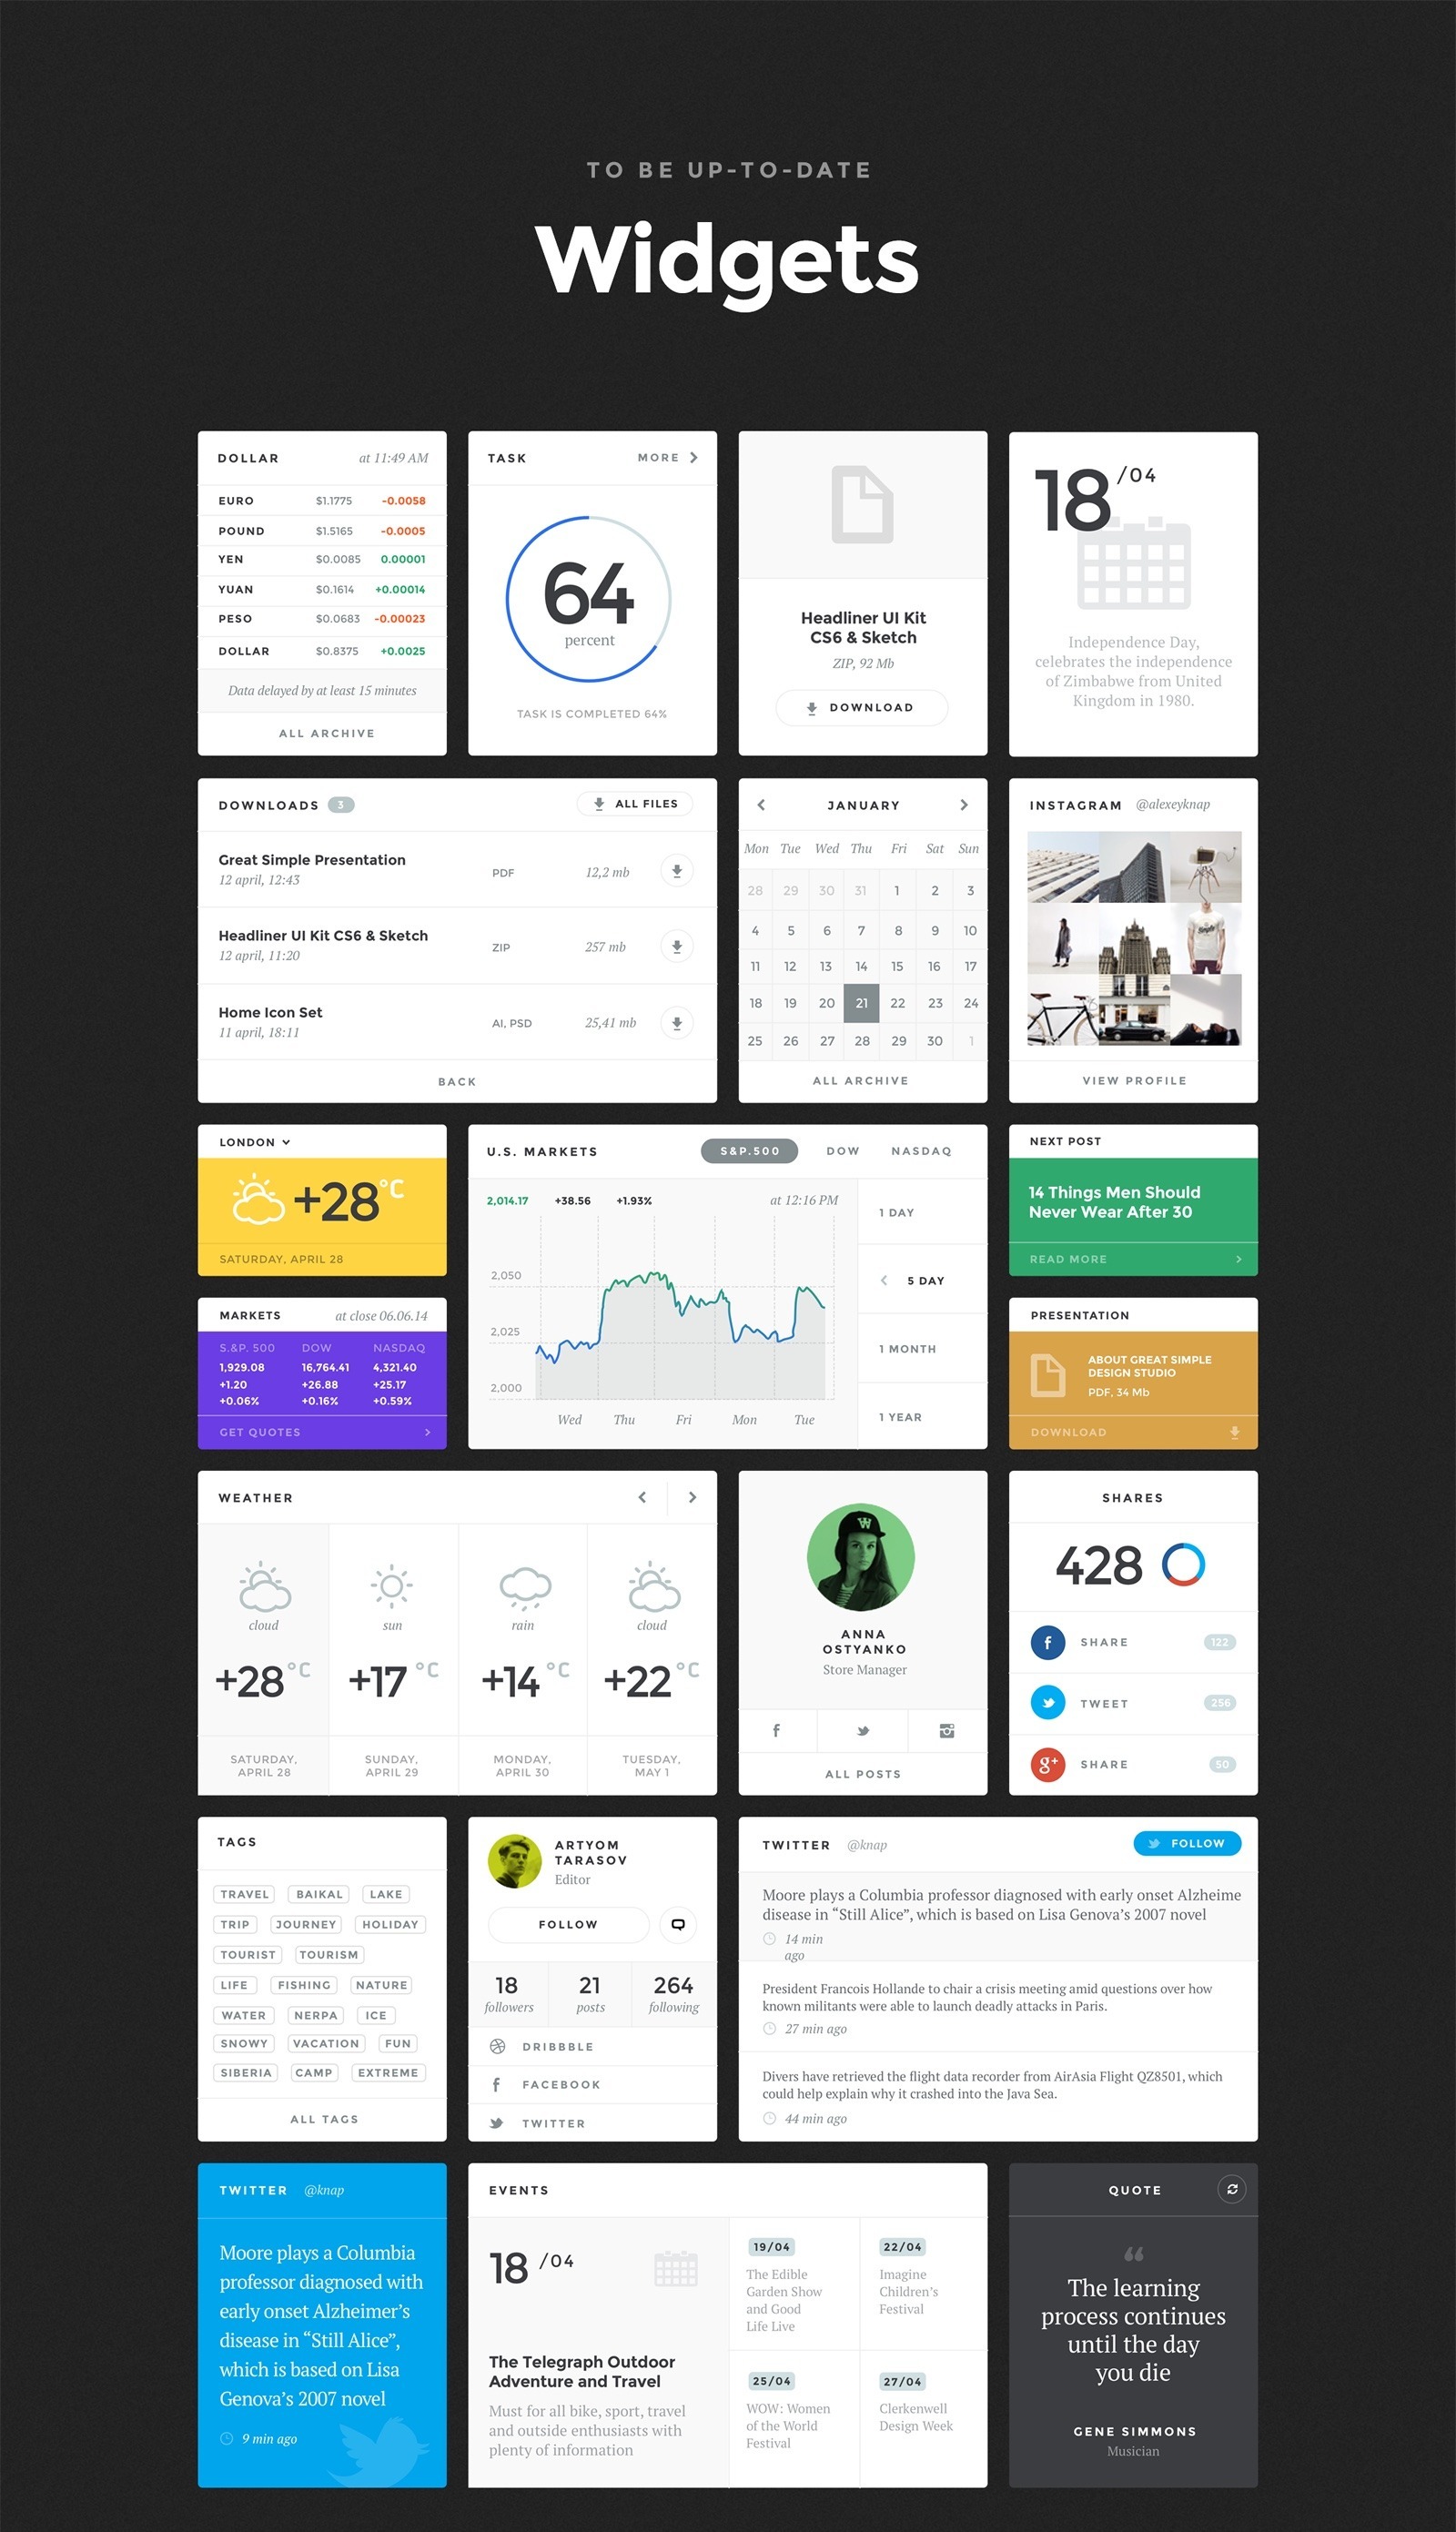 TO BE UP-TO-DATE
Widgets
DOLLAR at 11:49 AM
EURO $1.1775 -0.0058
POUND $1.5165 -0.0005
YEN $0.0085 0.00001
YUAN $0.1614 +0.00014
PESO $0.0683 -0.00023
DOLLAR $0.8375 +0.0025
Data delayed by at least 15 minutes
ALL ARCHIVE
TASK MORE
64
percent
TASK IS COMPLETED 64%
Headliner UI Kit
CS6 & Sketch
ZIP, 92 Mb
DOWNLOAD
18 /04
Independence Day,
celebrates the independence
of Zimbabwe from United
Kingdom in 1980.
DOWNLOADS 3 ALL FILES
Great Simple Presentation
12 april, 12:43
PDF 12,2 mb
Headliner UI Kit CS6 & Sketch
12 april, 11:20
ZIP 257 mb
Home Icon Set
11 april, 18:11
AI, PSD 25,41 mb
BACK
JANUARY
Mon Tue Wed Thu Fri Sat Sun
28 29 30 31 1 2 3
4 5 6 7 8 9 10
11 12 13 14 15 16 17
18 19 20 21 22 23 24
25 26 27 28 29 30 1
ALL ARCHIVE
INSTAGRAM @alexeyknap
Simply
VIEW PROFILE
LONDON
+28°C
SATURDAY, APRIL 28
MARKETS at close 06.06.14
S.&P. 500 DOW NASDAQ
1,929.08 16,764.41 4,321.40
+1.20 +26.88 +25.17
+0.06% +0.16% +0.59%
GET QUOTES
U.S. MARKETS S&P.500 DOW NASDAQ
2,014.17 +38.56 +1.93% at 12:16 PM
2,050
2,025
2,000
Wed Thu Fri Mon Tue
1 DAY
5 DAY
1 MONTH
1 YEAR
NEXT POST
14 Things Men Should
Never Wear After 30
READ MORE
PRESENTATION
ABOUT GREAT SIMPLE
DESIGN STUDIO
PDF, 34 Mb
DOWNLOAD
WEATHER
cloud sun rain cloud
+28 °C +17 °C +14 °C +22 °C
SATURDAY, SUNDAY, MONDAY, TUESDAY,
APRIL 28 APRIL 29 APRIL 30 MAY 1
W
ANNA
OSTYANKO
Store Manager
f
ALL POSTS
SHARES
428
f SHARE 122
TWEET 256
g+ SHARE 50
TAGS
TRAVEL BAIKAL LAKE
TRIP JOURNEY HOLIDAY
TOURIST TOURISM
LIFE FISHING NATURE
WATER NERPA ICE
SNOWY VACATION FUN
SIBERIA CAMP EXTREME
ALL TAGS
ARTYOM
TARASOV
Editor
FOLLOW
18 21 264
followers posts following
DRIBBBLE
f FACEBOOK
TWITTER
TWITTER @knap FOLLOW
Moore plays a Columbia professor diagnosed with early onset Alzheime
disease in “Still Alice”, which is based on Lisa Genova’s 2007 novel
14 min
ago
President Francois Hollande to chair a crisis meeting amid questions over how
known militants were able to launch deadly attacks in Paris.
27 min ago
Divers have retrieved the flight data recorder from AirAsia Flight QZ8501, which
could help explain why it crashed into the Java Sea.
44 min ago
TWITTER @knap
Moore plays a Columbia
professor diagnosed with
early onset Alzheimer’s
disease in “Still Alice”,
which is based on Lisa
Genova’s 2007 novel
9 min ago
EVENTS
18 /04
The Telegraph Outdoor
Adventure and Travel
Must for all bike, sport, travel
and outside enthusiasts with
plenty of information
19/04
The Edible
Garden Show
and Good
Life Live
22/04
Imagine
Children’s
Festival
25/04
WOW: Women
of the World
Festival
27/04
Clerkenwell
Design Week
QUOTE
“
The learning
process continues
until the day
you die
GENE SIMMONS
Musician